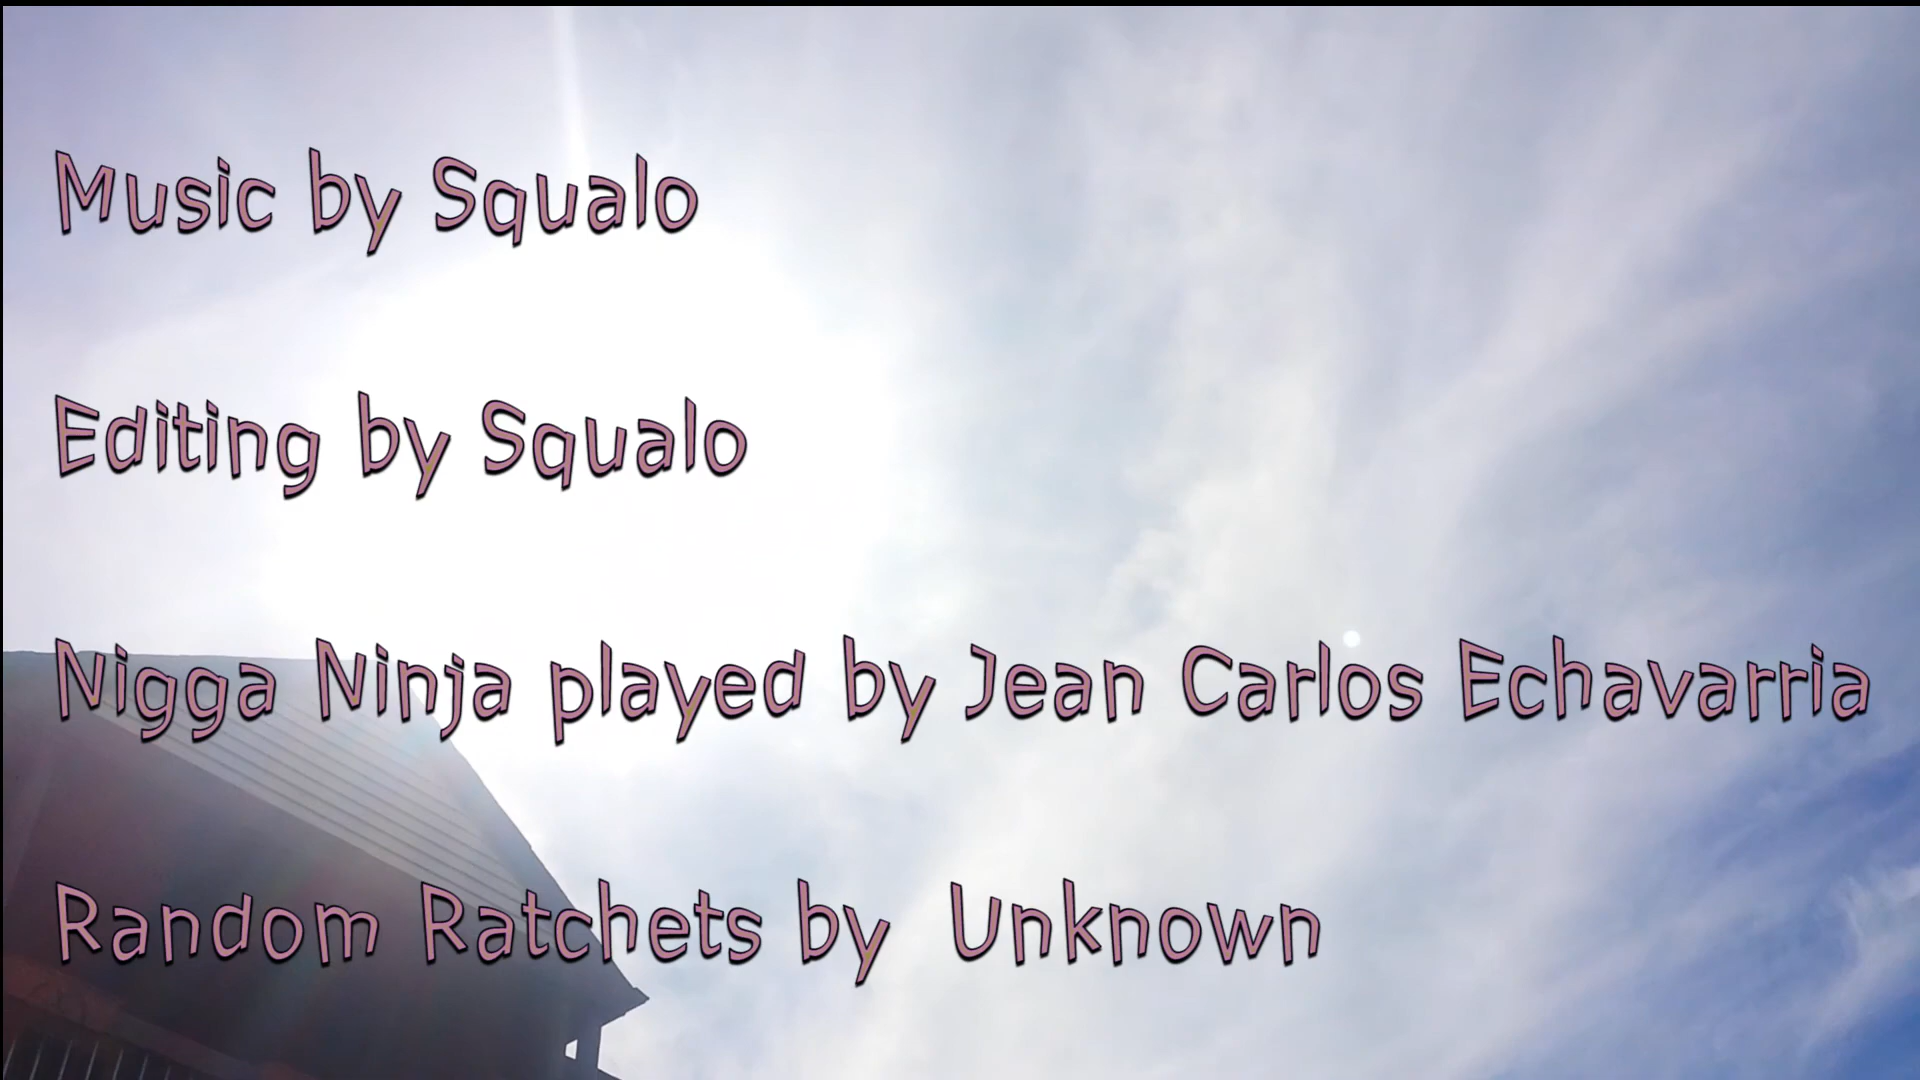 Music by Squalo
Editing by Squalo
Nigga Ninja played by Jean Carlos Echavarria
Random Ratchets by Unknown